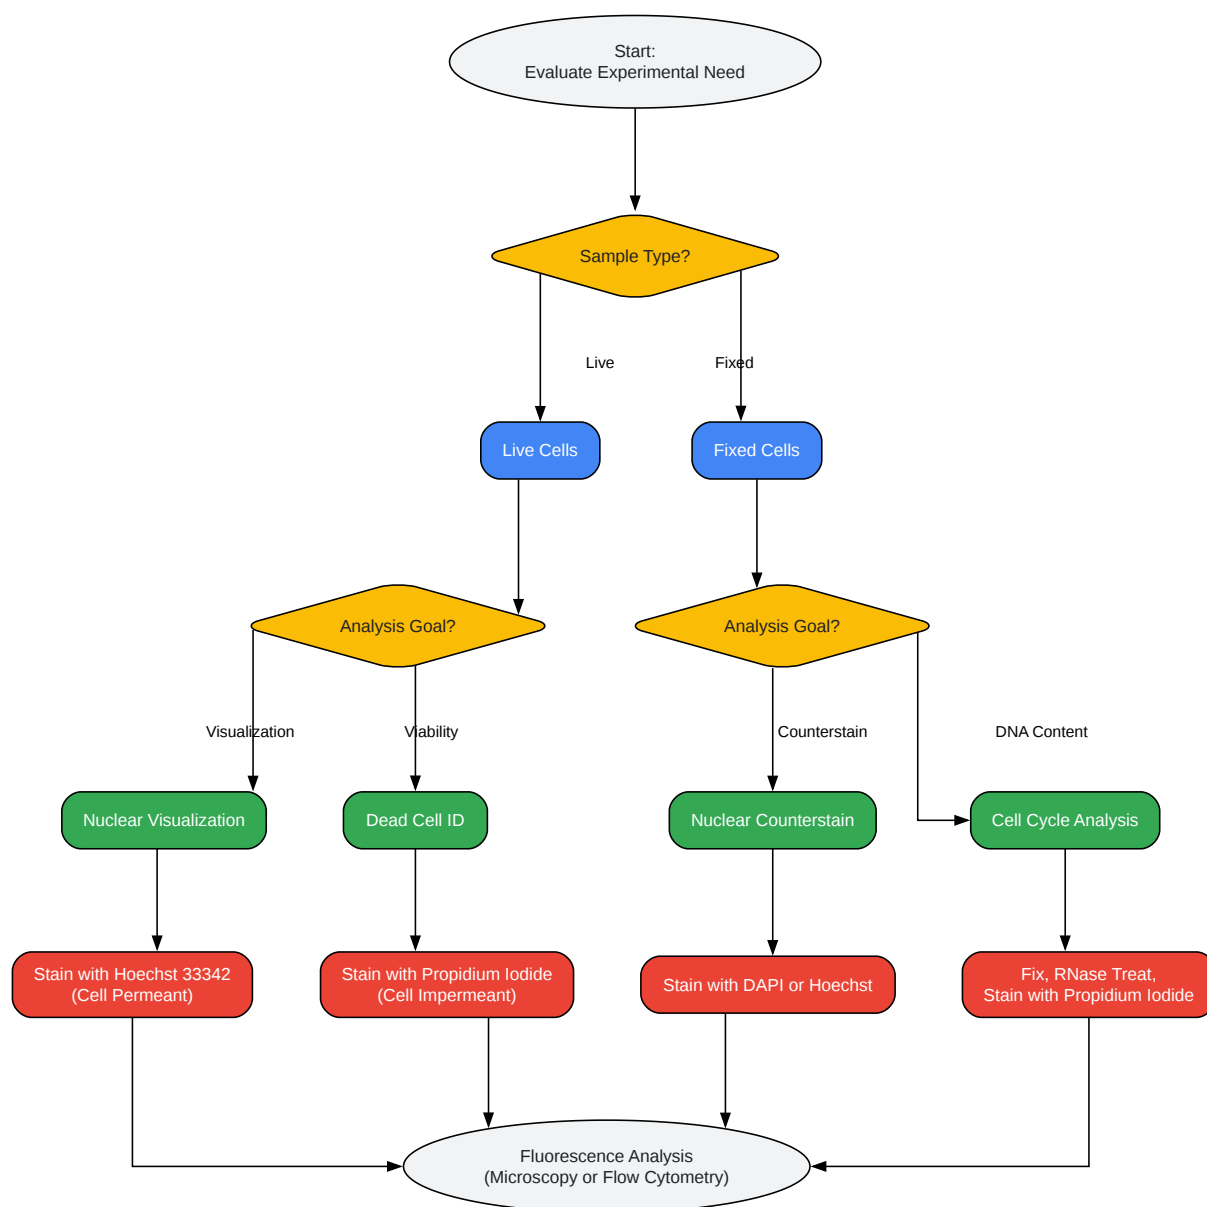 Start:
Evaluate Experimental Need
Sample Type?
Live
Fixed
Live Cells
Fixed Cells
Analysis Goal?
Analysis Goal?
Visualization
Viability
Counterstain
DNA Content
Nuclear Visualization
Dead Cell ID
Nuclear Counterstain
Cell Cycle Analysis
Stain with Hoechst 33342
(Cell Permeant)
Stain with Propidium Iodide
(Cell Impermeant)
Stain with DAPI or Hoechst
Fix, RNase Treat,
Stain with Propidium Iodide
Fluorescence Analysis
(Microscopy or Flow Cytometry)